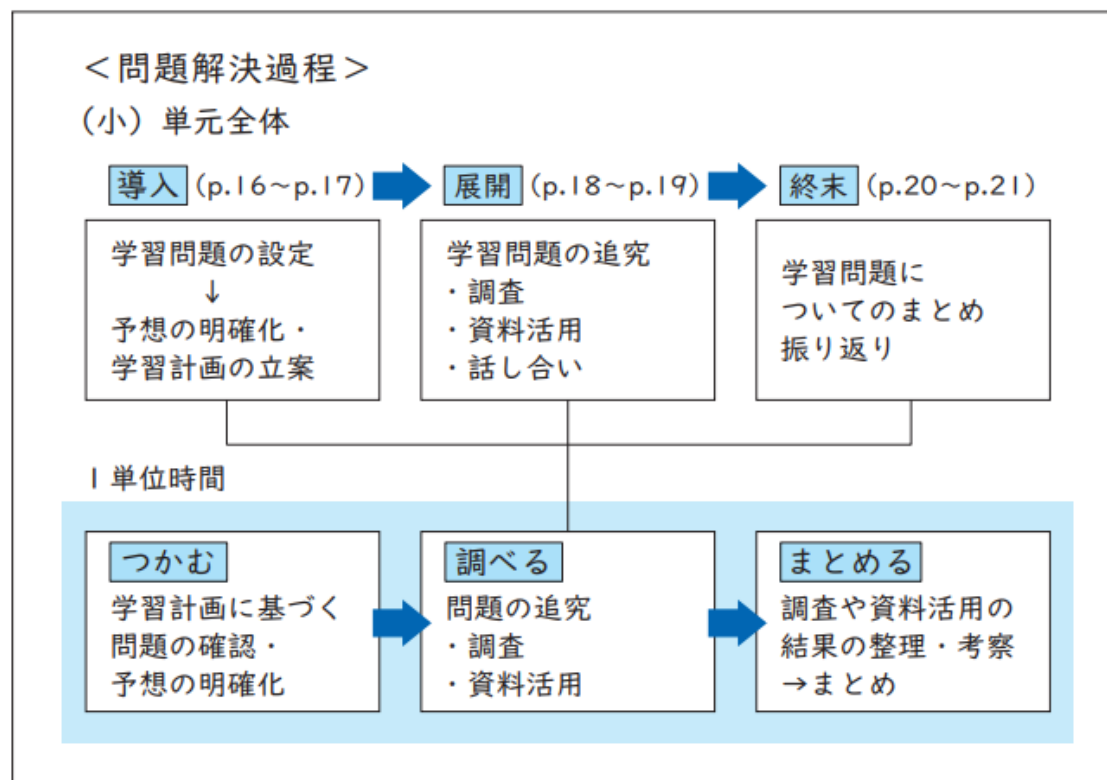 ＜問題解決過程＞
（小）単元全体
導入 (p.16～p.17)
展開 (p.18～p.19)
終末 (p.20～p.21)
学習問題の設定
↓
予想の明確化・
学習計画の立案
学習問題の追究
・調査
・資料活用
・話し合い
学習問題に
ついてのまとめ
振り返り
1単位時間
つかむ
学習計画に基づく
問題の確認・
予想の明確化
調べる
問題の追究
・調査
・資料活用
まとめる
調査や資料活用の
結果の整理・考察
→まとめ